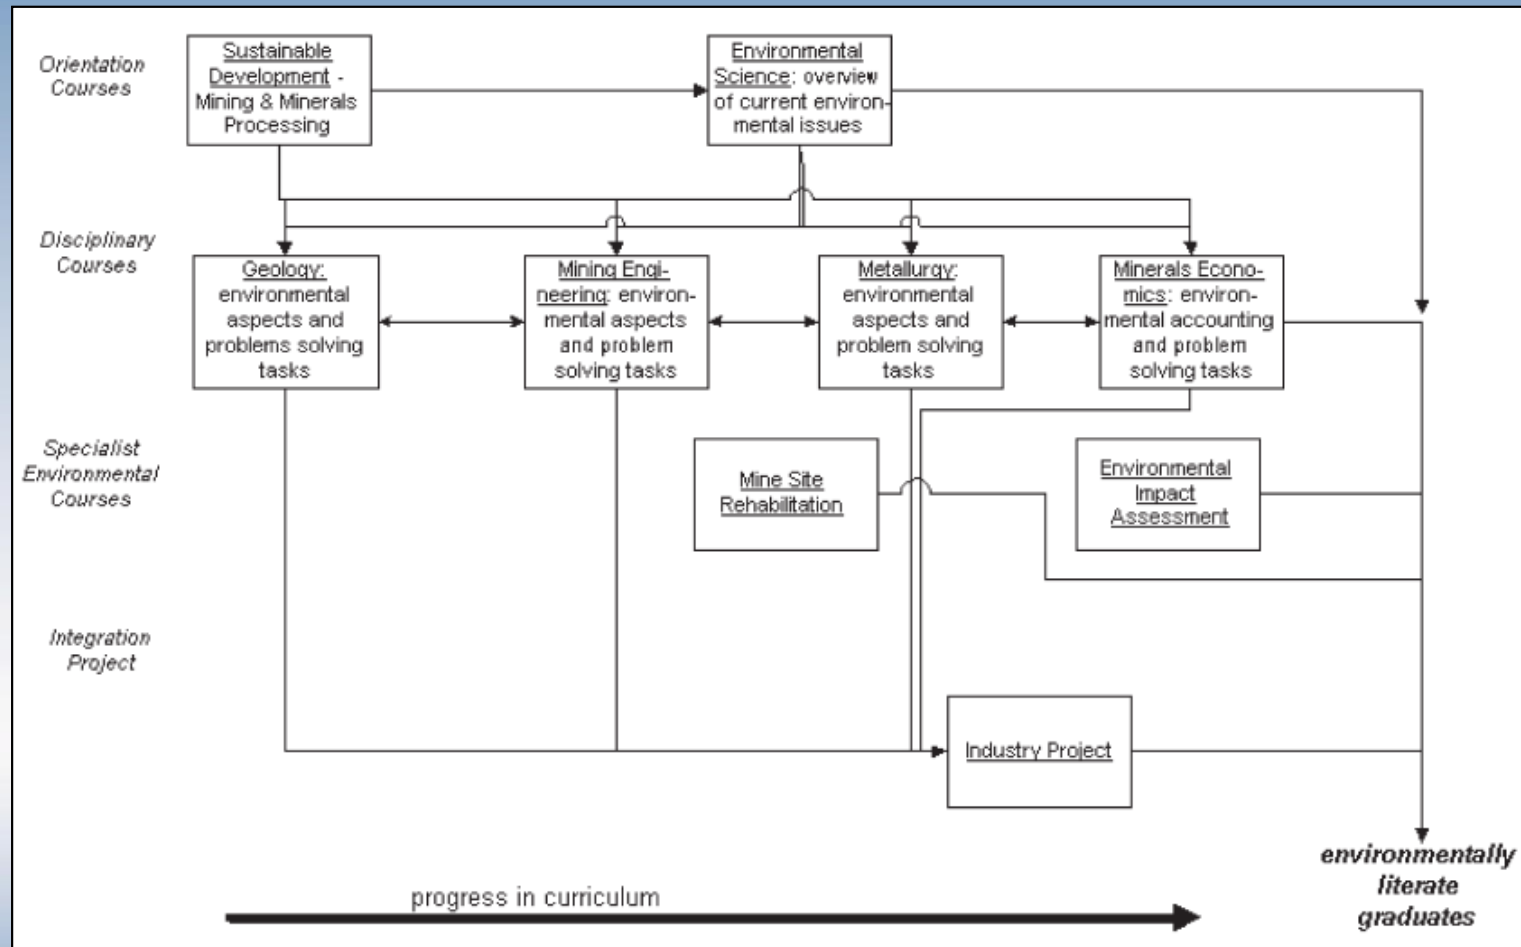 Orientation
Courses
Sustainable
Development -
Mining & Minerals
Processing
Environmental
Science: overview
of current environ-
mental issues
Disciplinary
Courses
Geology:
environmental
aspects and
problems solving
tasks
Mining Engi-
neering: environ-
mental aspects
and problem
solving tasks
Metallurgy:
environmental
aspects and
problem solving
tasks
Minerals Econo-
mics: environ-
mental accounting
and problem
solving tasks
Specialist
Environmental
Courses
Mine Site
Rehabilitation
Environmental
Impact
Assessment
Integration
Project
Industry Project
environmentally
literate
graduates
progress in curriculum